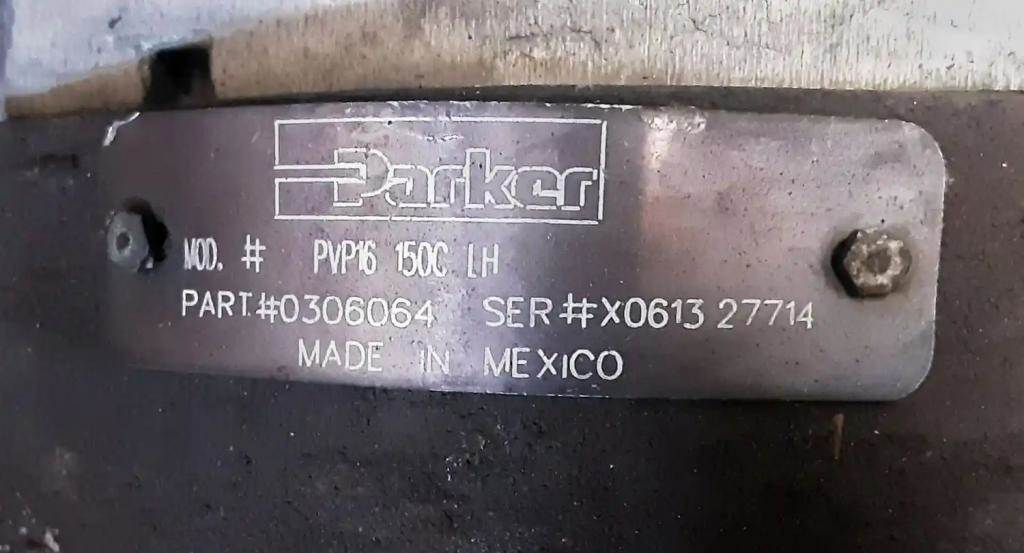 Parker
MOD. # PVP16 150C LH
PART.#0306064 SER#X0613 27714
MADE IN MEXICO